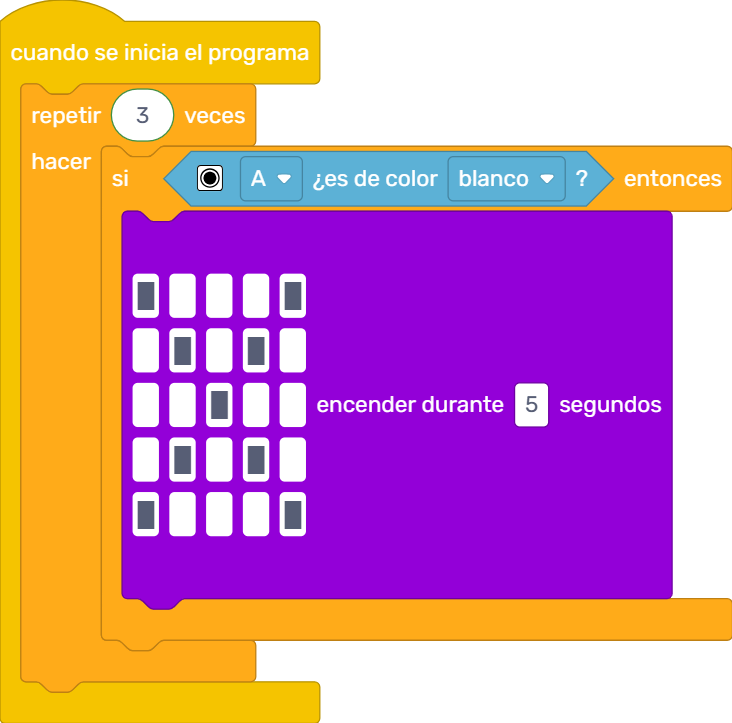 cuando se inicia el programa
repetir 3 veces
hacer
si A ¿es de color blanco ? entonces
encender durante 5 segundos